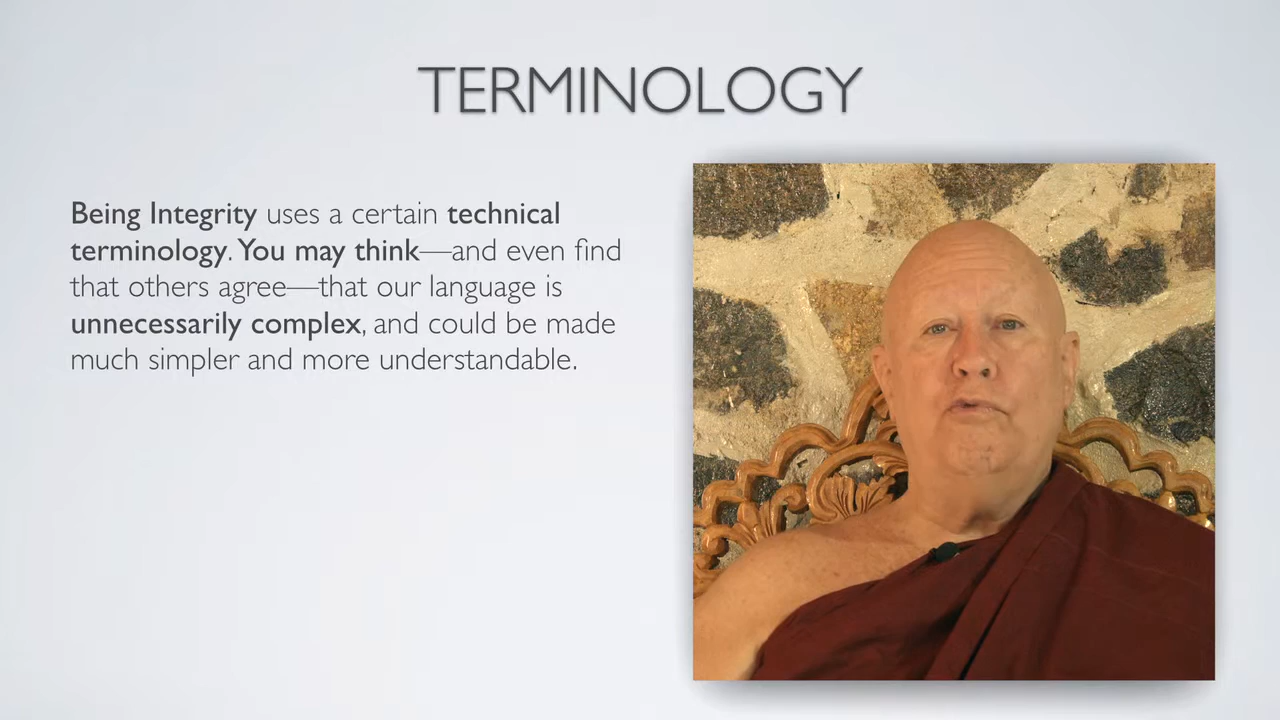 TERMINOLOGY
Being Integrity uses a certain technical
terminology. You may think—and even find
that others agree—that our language is
unnecessarily complex, and could be made
much simpler and more understandable.